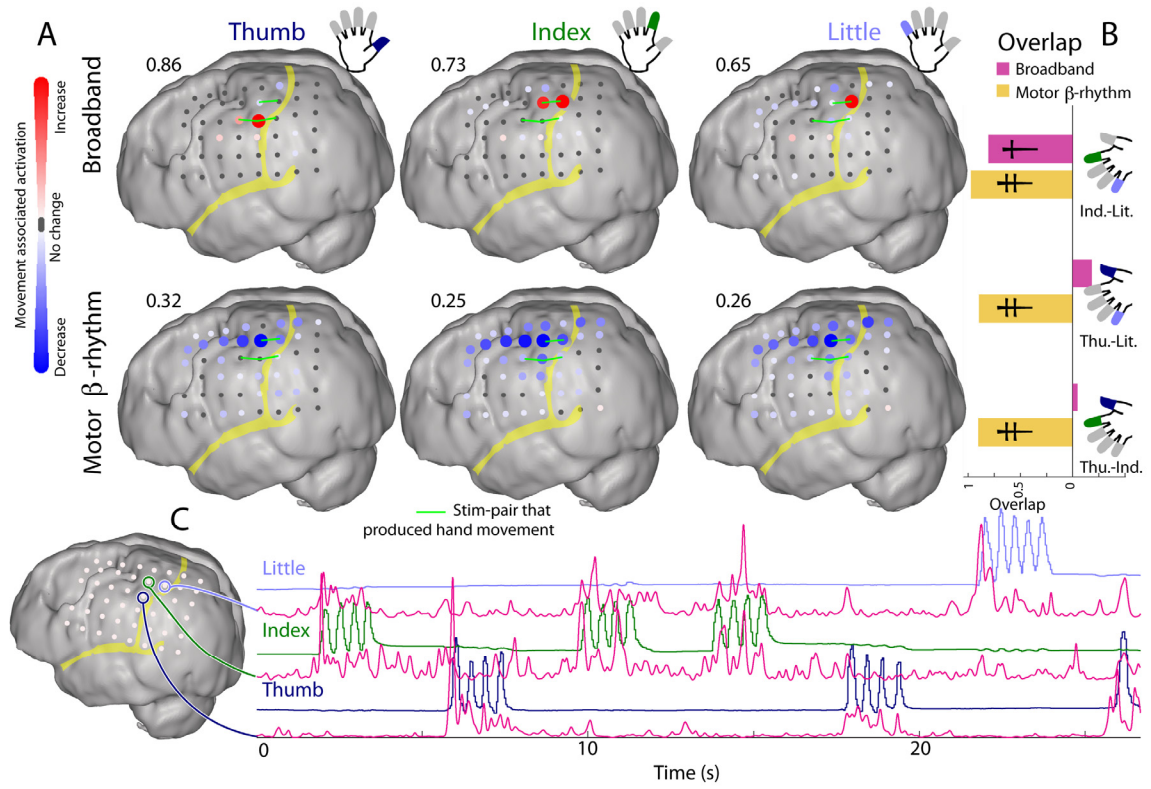 A
Thumb
Index
Little
B
Overlap
Broadband
Motor β-rhythm
Movement associated activation
Increase
No change
Decrease
Broadband
0.86
0.73
0.65
Motor β-rhythm
0.32
0.25
0.26
Ind.-Lit.
Thu.-Lit.
Thu.-Ind.
1
0.5
0
Overlap
C
Stim-pair that
produced hand movement
Little
Index
Thumb
0
10
20
Time (s)